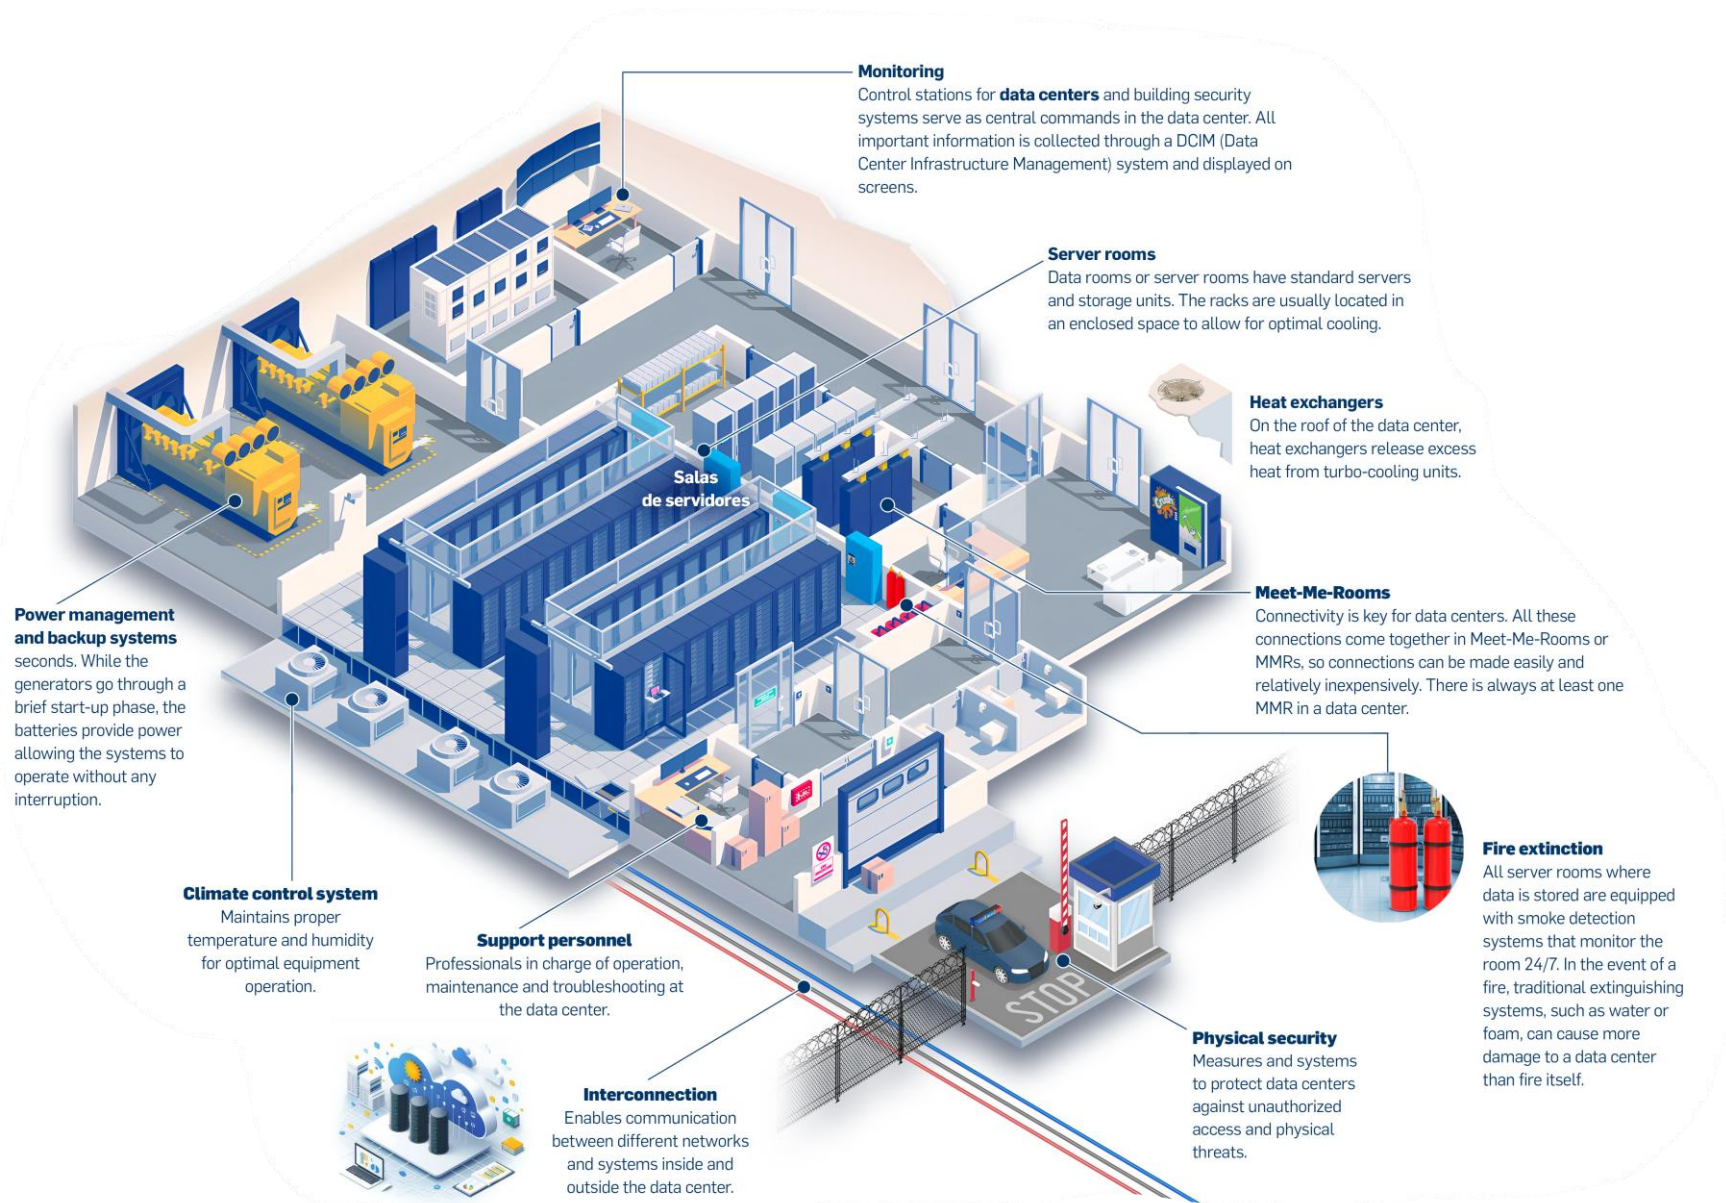 Monitoring
Control stations for data centers and building security
systems serve as central commands in the data center. All
important information is collected through a DCIM (Data
Center Infrastructure Management) system and displayed on
screens.
Server rooms
Data rooms or server rooms have standard servers
and storage units. The racks are usually located in
an enclosed space to allow for optimal cooling.
Heat exchangers
On the roof of the data center,
heat exchangers release excess
heat from turbo-cooling units.
Salas
de servidores
Crush
Meet-Me-Rooms
Connectivity is key for data centers. All these
connections come together in Meet-Me-Rooms or
MMRs, so connections can be made easily and
relatively inexpensively. There is always at least one
MMR in a data center.
Power management
and backup systems
seconds. While the
generators go through a
brief start-up phase, the
batteries provide power
allowing the systems to
operate without any
interruption.
Fire extinction
All server rooms where
data is stored are equipped
with smoke detection
systems that monitor the
room 24/7. In the event of a
fire, traditional extinguishing
systems, such as water or
foam, can cause more
damage to a data center
than fire itself.
Climate control system
Maintains proper
temperature and humidity
for optimal equipment
operation.
Support personnel
Professionals in charge of operation,
maintenance and troubleshooting at
the data center.
STOP
Physical security
Measures and systems
to protect data centers
against unauthorized
access and physical
threats.
Interconnection
Enables communication
between different networks
and systems inside and
outside the data center.